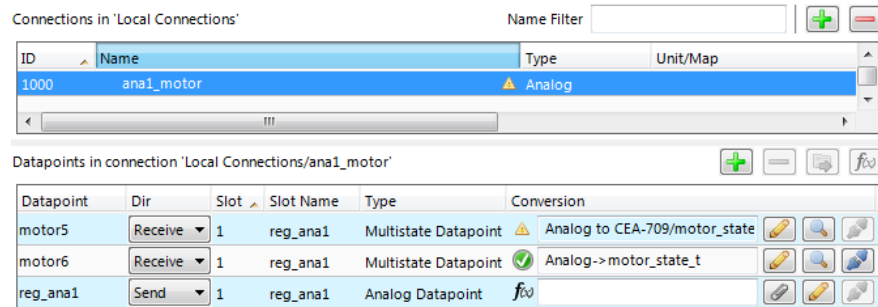 Connections in 'Local Connections' Name Filter
ID Name Type Unit/Map
1000 ana1_motor Analog
Datapoints in connection 'Local Connections/ana1_motor' f(x)
Datapoint Dir Slot Slot Name Type Conversion
motor5 Receive 1 reg_ana1 Multistate Datapoint Analog to CEA-709/motor_state
motor6 Receive 1 reg_ana1 Multistate Datapoint Analog->motor_state_t
reg_ana1 Send 1 reg_ana1 Analog Datapoint f(x)